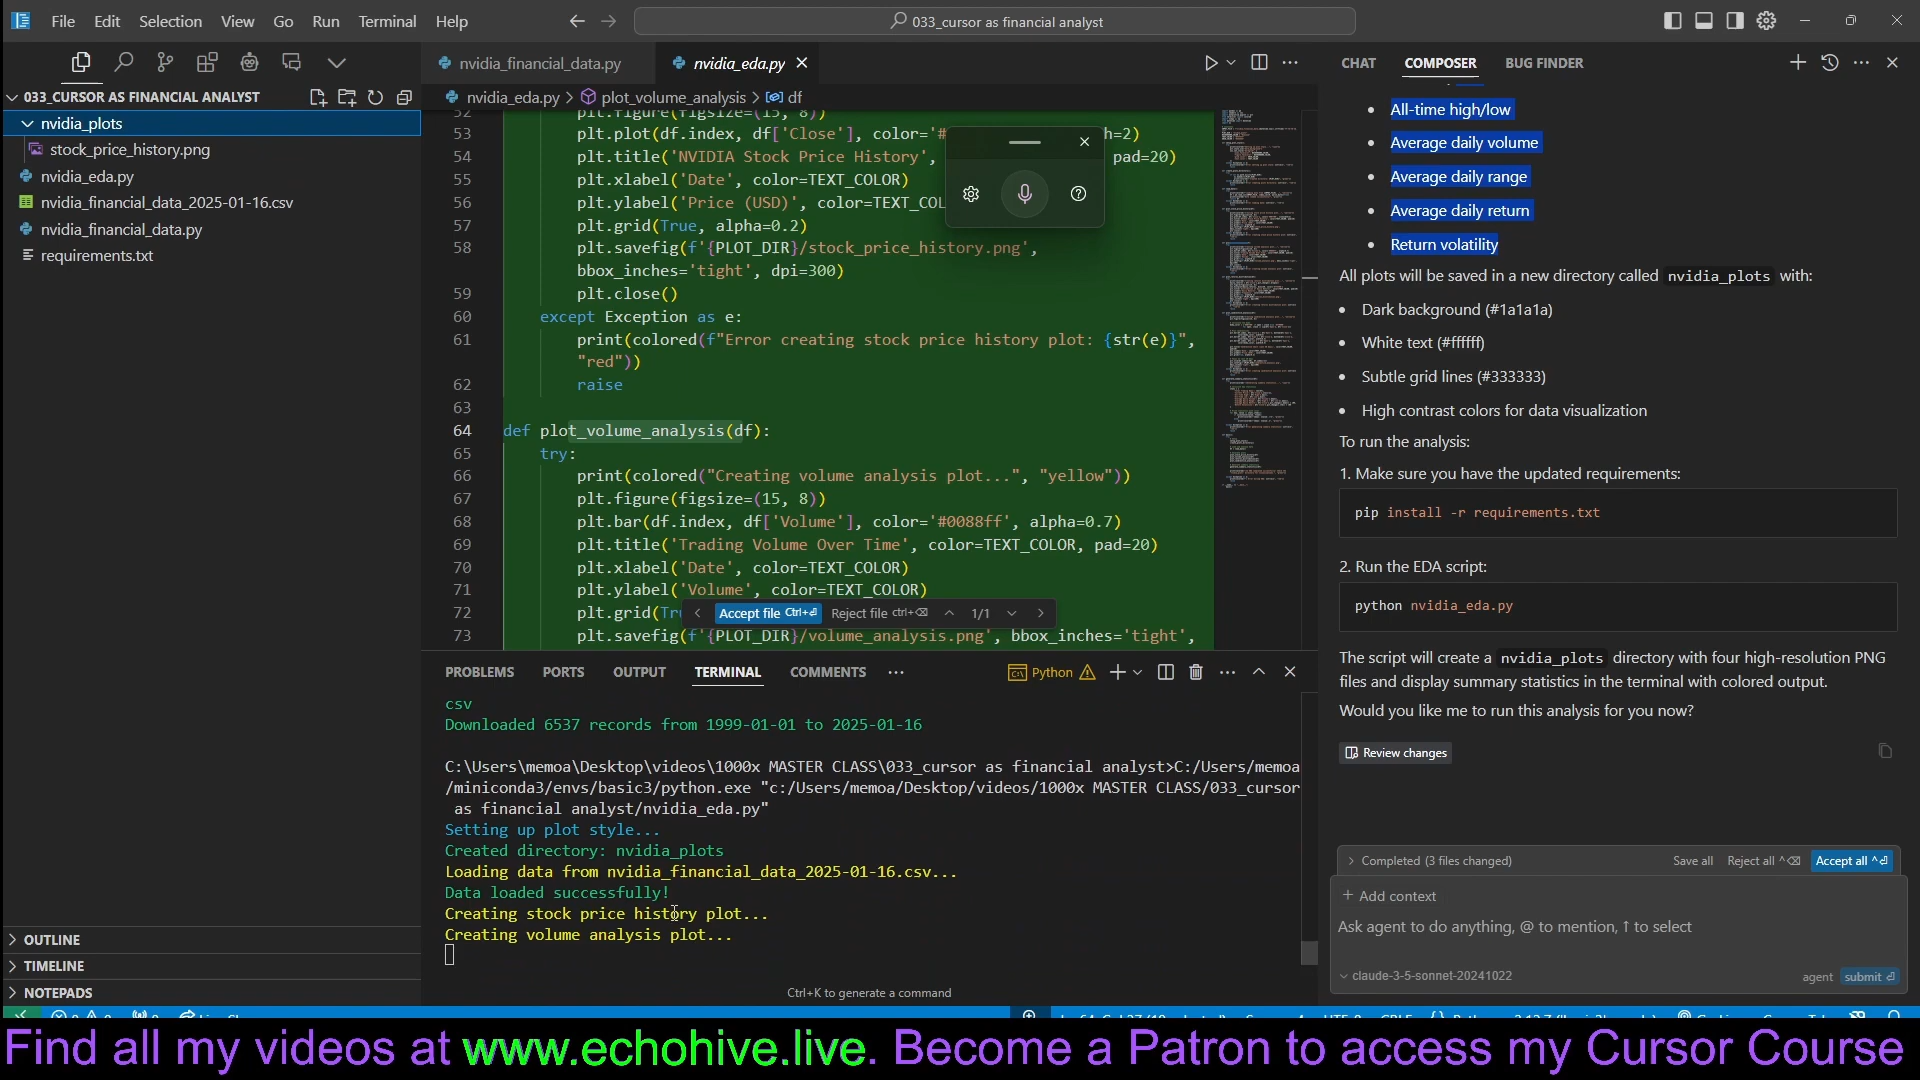 File Edit Selection View Go Run Terminal Help
033_cursor as financial analyst
033_CURSOR AS FINANCIAL ANALYST
nvidia_plots
stock_price_history.png
nvidia_eda.py
nvidia_financial_data_2025-01-16.csv
nvidia_financial_data.py
requirements.txt
OUTLINE
TIMELINE
NOTEPADS
nvidia_financial_data.py nvidia_eda.py
nvidia_eda.py > plot_volume_analysis > df
52 plt.figure(figsize=(15, 8))
53 plt.plot(df.index, df['Close'], color='# h=2)
54 plt.title('NVIDIA Stock Price History', pad=20)
55 plt.xlabel('Date', color=TEXT_COLOR)
56 plt.ylabel('Price (USD)', color=TEXT_COL
57 plt.grid(True, alpha=0.2)
58 plt.savefig(f'{PLOT_DIR}/stock_price_history.png',
bbox_inches='tight', dpi=300)
59 plt.close()
60 except Exception as e:
61 print(colored(f"Error creating stock price history plot: {str(e)}",
"red"))
62 raise
63
64 def plot_volume_analysis(df):
65 try:
66 print(colored("Creating volume analysis plot...", "yellow"))
67 plt.figure(figsize=(15, 8))
68 plt.bar(df.index, df['Volume'], color='#0088ff', alpha=0.7)
69 plt.title('Trading Volume Over Time', color=TEXT_COLOR, pad=20)
70 plt.xlabel('Date', color=TEXT_COLOR)
71 plt.ylabel('Volume', color=TEXT_COLOR)
72 plt.grid(Tru
Accept file Ctrl+⏎ Reject file ctrl+⌫ 1/1
73 plt.savefig(f'{PLOT_DIR}/volume_analysis.png', bbox_inches='tight',
PROBLEMS PORTS OUTPUT TERMINAL COMMENTS ... Python
csv
Downloaded 6537 records from 1999-01-01 to 2025-01-16
C:\Users\memoa\Desktop\videos\1000x MASTER CLASS\033_cursor as financial analyst>C:/Users/memoa
/miniconda3/envs/basic3/python.exe "c:/Users/memoa/Desktop/videos/1000x MASTER CLASS/033_cursor
as financial analyst/nvidia_eda.py"
Setting up plot style...
Created directory: nvidia_plots
Loading data from nvidia_financial_data_2025-01-16.csv...
Data loaded successfully!
Creating stock price history plot...
Creating volume analysis plot...
Ctrl+K to generate a command
CHAT COMPOSER BUG FINDER
• All-time high/low
• Average daily volume
• Average daily range
• Average daily return
• Return volatility
All plots will be saved in a new directory called nvidia_plots with:
• Dark background (#1a1a1a)
• White text (#ffffff)
• Subtle grid lines (#333333)
• High contrast colors for data visualization
To run the analysis:
1. Make sure you have the updated requirements:
pip install -r requirements.txt
2. Run the EDA script:
python nvidia_eda.py
The script will create a nvidia_plots directory with four high-resolution PNG
files and display summary statistics in the terminal with colored output.
Would you like me to run this analysis for you now?
Review changes
Completed (3 files changed) Save all Reject all ^⌫ Accept all ^⏎
+ Add context
Ask agent to do anything, @ to mention, ↑ to select
claude-3-5-sonnet-20241022 agent submit ⏎
Find all my videos at www.echohive.live. Become a Patron to access my Cursor Course